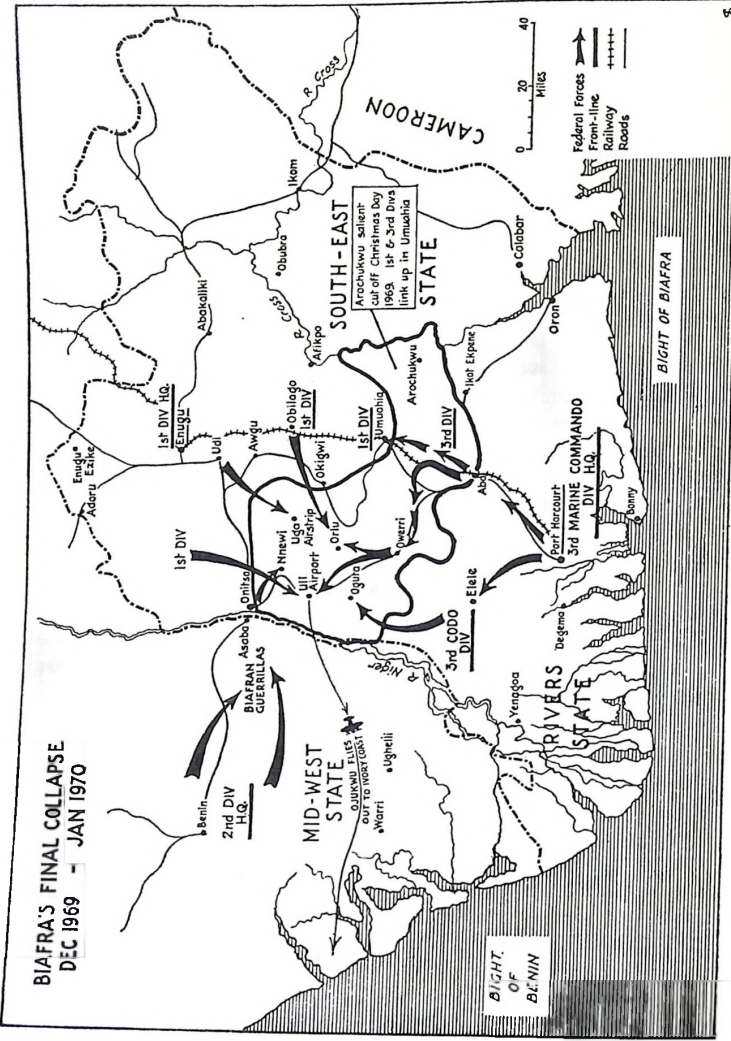 BIAFRA'S FINAL COLLAPSE
DEC 1969 - JAN 1970
Benin
2nd DIV
H.Q.
MID-WEST
STATE
OJUKWU FLIES
OUT TO IVORY COAST
Warri
Ughelli
BIGHT
OF
BENIN
Asaba
BIAFRAN
GUERRILLAS
Onitsa
R Niger
Yenagoa
RIVERS
STATE
Degema
1st DIV
Nnewi
Uli
Airport
Uga
Airstrip
Orlu
Oguta
Owerri
3rd CODO
DIV
Elele
Port Harcourt
3rd MARINE COMMANDO
DIV H.Q.
Bonny
Adoru
Enugu
Ezike
1st DIV H.Q.
Enugu
Udi
Awgu
Obilago
1st DIV
Okigwi
1st DIV
Umuahia
3rd DIV
Aba
Abakaliki
Afikpo
R Cross
Obubra
Ikom
R Cross
SOUTH-EAST
STATE
Arochukwu salient
cut off Christmas Day
1969. 1st & 3rd Divs
link up in Umuahia
Arochukwu
Ikot Ekpene
Calabar
Oron
CAMEROON
BIGHT OF BIAFRA
0 20 40
Miles
Federal Forces
Front-line
Railway
Roads